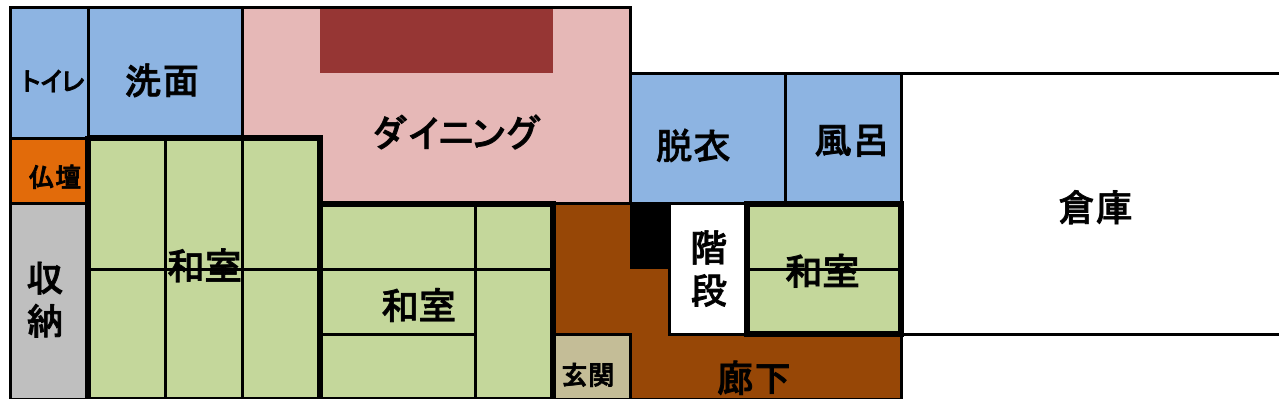 トイレ
洗面
ダイニング
脱衣
風呂
仏壇
倉庫
和室
階段
和室
収納
和室
玄関
廊下